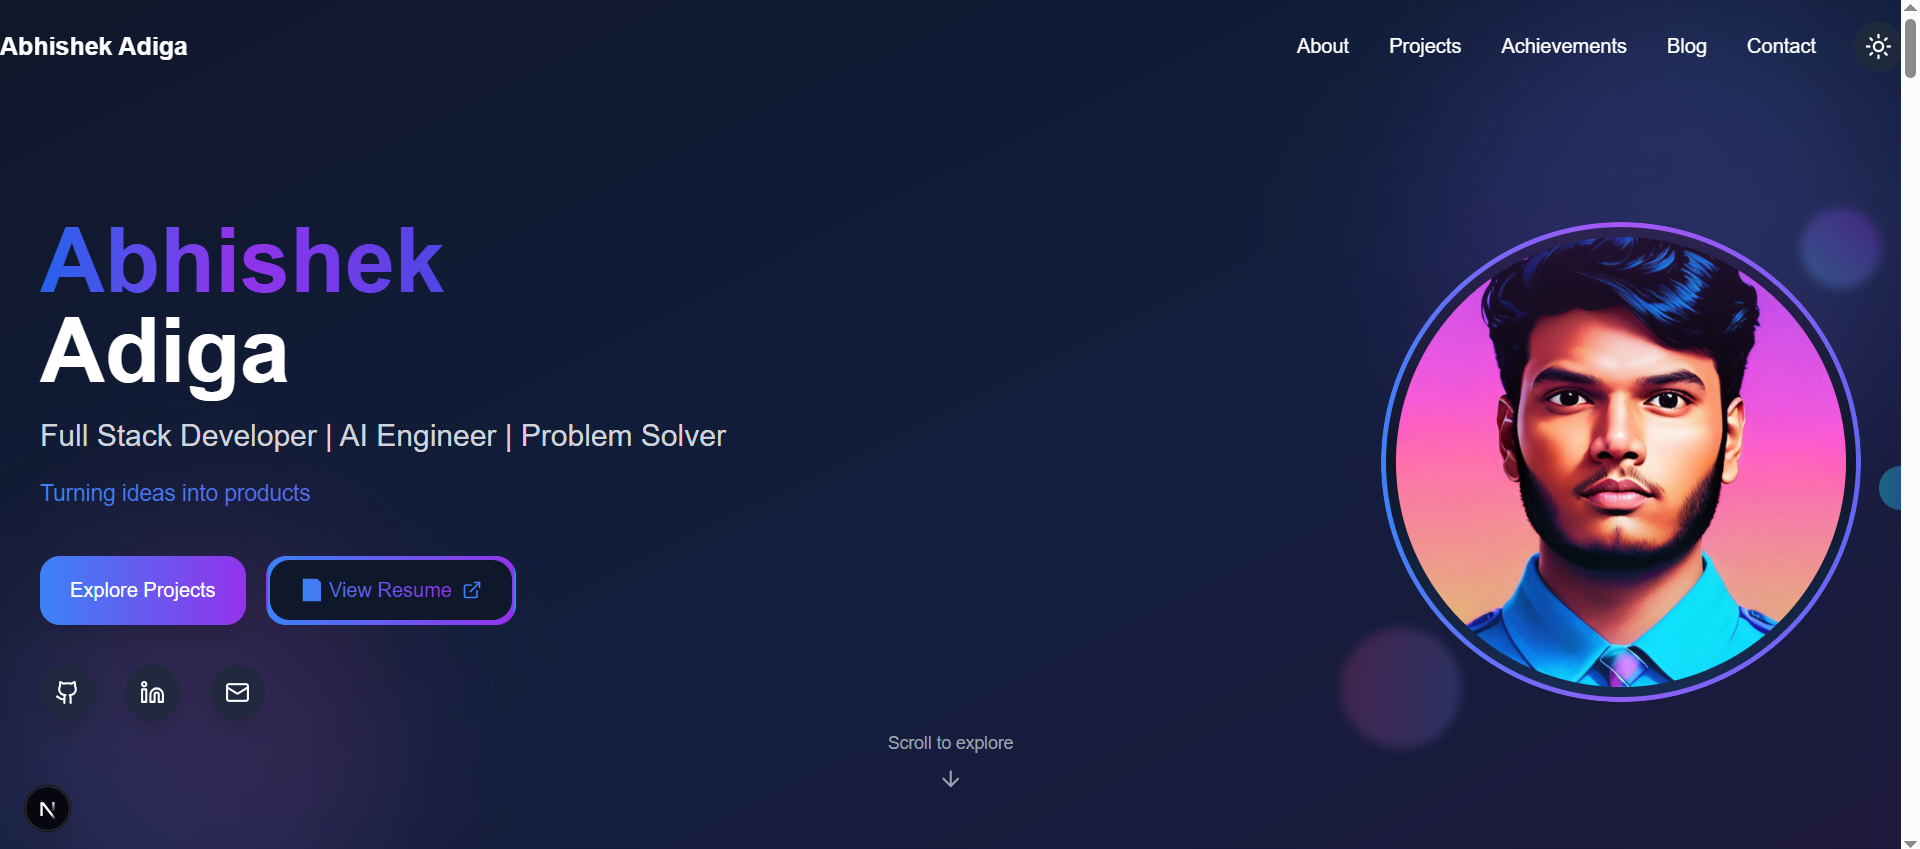 Abhishek Adiga
About Projects Achievements Blog Contact
Abhishek
Adiga
Full Stack Developer | AI Engineer | Problem Solver
Turning ideas into products
Explore Projects
View Resume
Scroll to explore
N